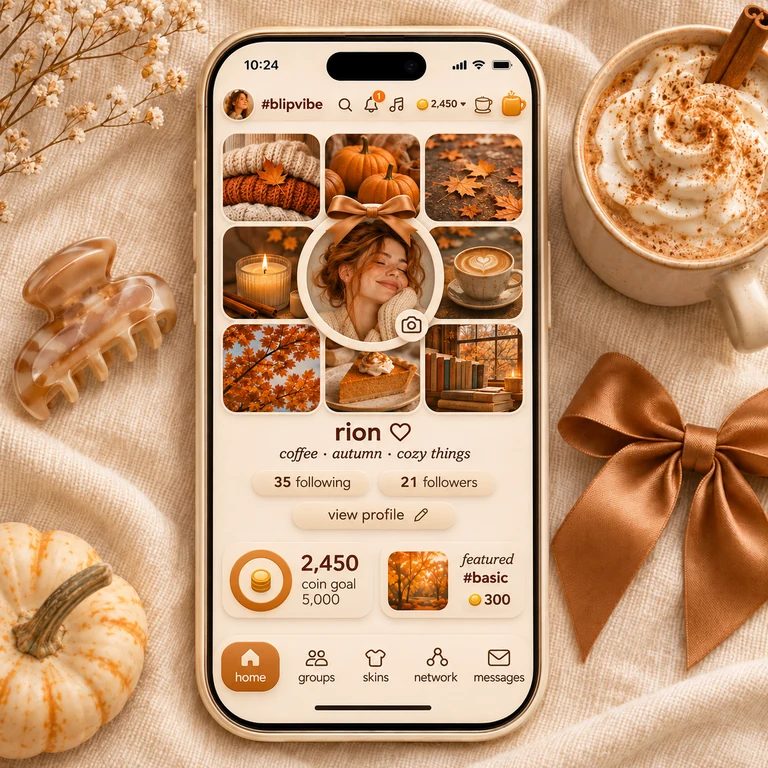 10:24
#blipvibe
1
2,450
rion
coffee · autumn · cozy things
35 following
21 followers
view profile
2,450
coin goal
5,000
featured
#basic
300
home
groups
skins
network
messages